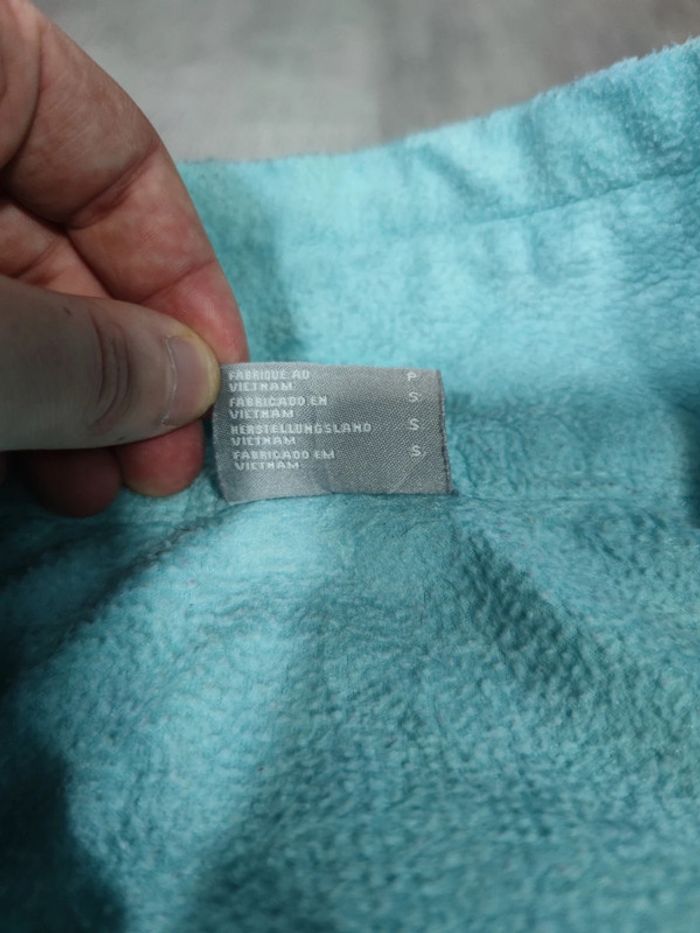 FABRIQUE AU P
VIETNAM
FABRICADO EN S
VIETNAM
HERSTELLUNGSLAND S
VIETNAM
FABRICADO EM S
VIETNAM